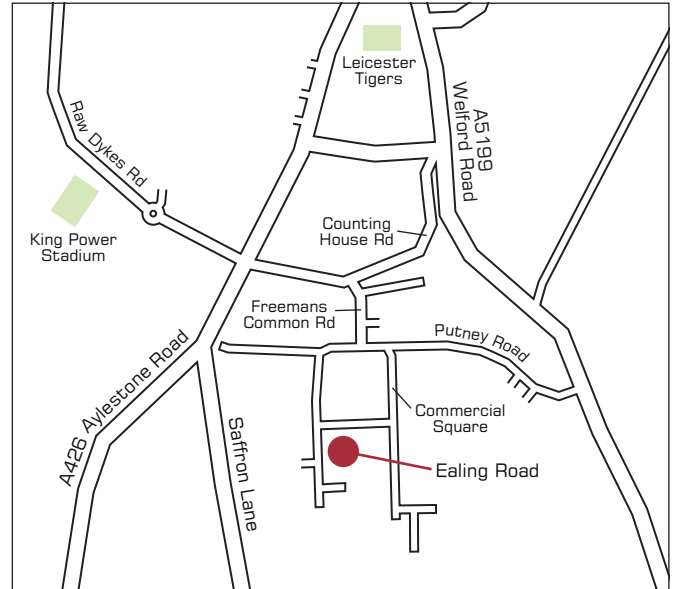 Leicester
Tigers
A5199
Welford Road
Raw Dykes Rd
King Power
Stadium
Counting
House Rd
Freemans
Common Rd
Putney Road
A426 Aylestone Road
Commercial
Square
Saffron Lane
Ealing Road